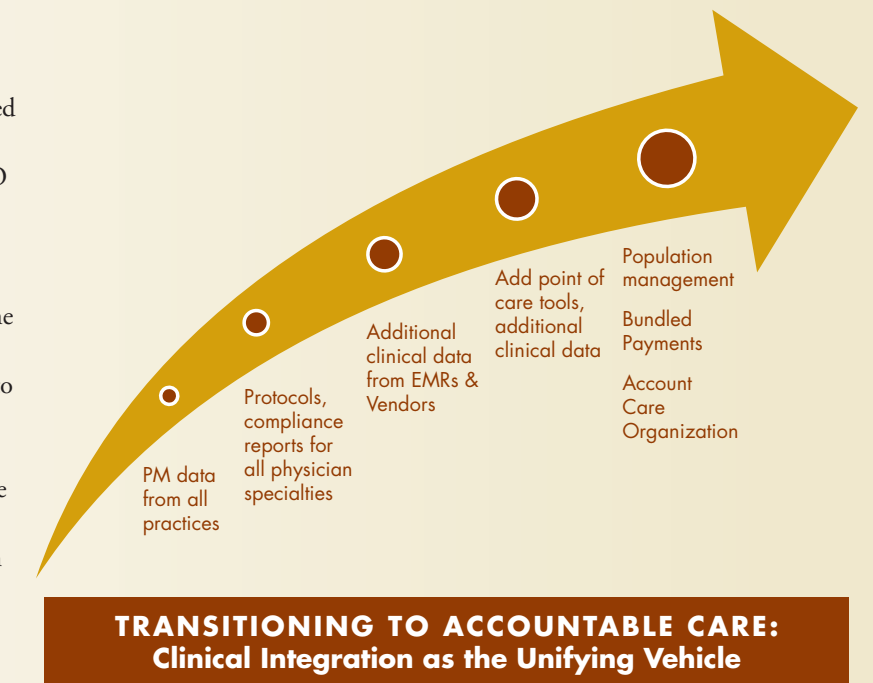 ed
O
ne
o
e
PM data
from all
practices
Protocols,
compliance
reports for
all physician
specialties
Additional
clinical data
from EMRs &
Vendors
Add point of
care tools,
additional
clinical data
Population
management
Bundled
Payments
Account
Care
Organization
TRANSITIONING TO ACCOUNTABLE CARE:
Clinical Integration as the Unifying Vehicle